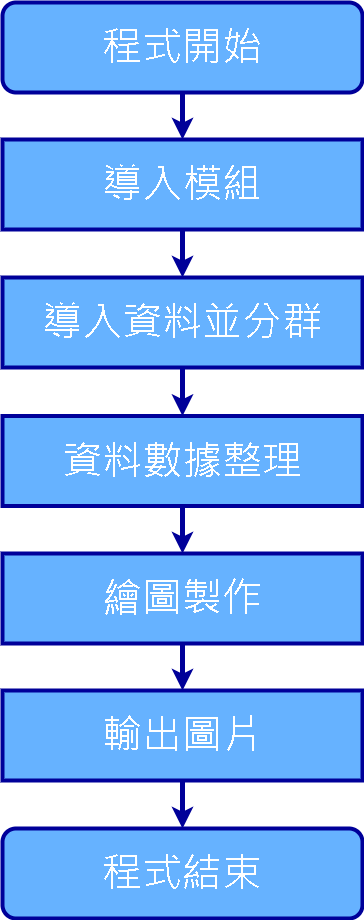 程式開始
導入模組
導入資料並分群
資料數據整理
繪圖製作
輸出圖片
程式結束